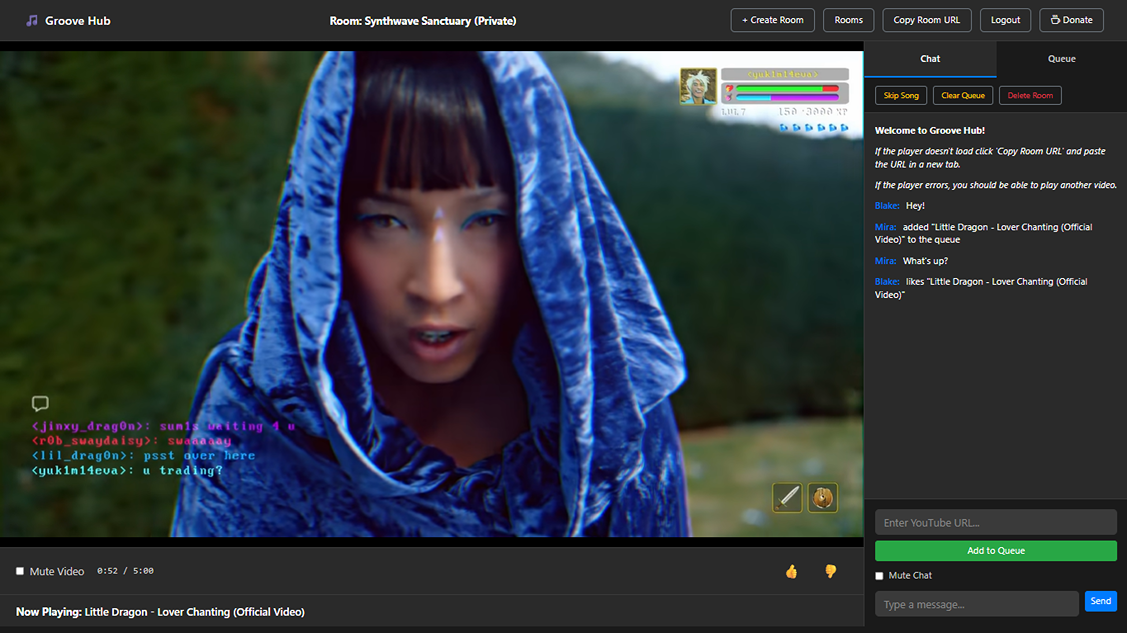 Groove Hub
Room: Synthwave Sanctuary (Private)
+ Create Room
Rooms
Copy Room URL
Logout
Donate
<yuk1m14eva>
LVL7
150/3000 XP
<jinxy_drag0n>: sum1s waiting 4 u
<r0b_swaydaisy>: swaaaaay
<lil_drag0n>: psst over here
<yuk1m14eva>: u trading?
Mute Video
0:52 / 5:00
👍
👎
Now Playing: Little Dragon - Lover Chanting (Official Video)
Chat
Queue
Skip Song
Clear Queue
Delete Room
Welcome to Groove Hub!
If the player doesn't load click `Copy Room URL` and paste
the URL in a new tab.
If the player errors, you should be able to play another video.
Blake: Hey!
Mira: added "Little Dragon - Lover Chanting (Official
Video)" to the queue
Mira: What's up?
Blake: likes "Little Dragon - Lover Chanting (Official
Video)"
Enter YouTube URL...
Add to Queue
Mute Chat
Type a message...
Send